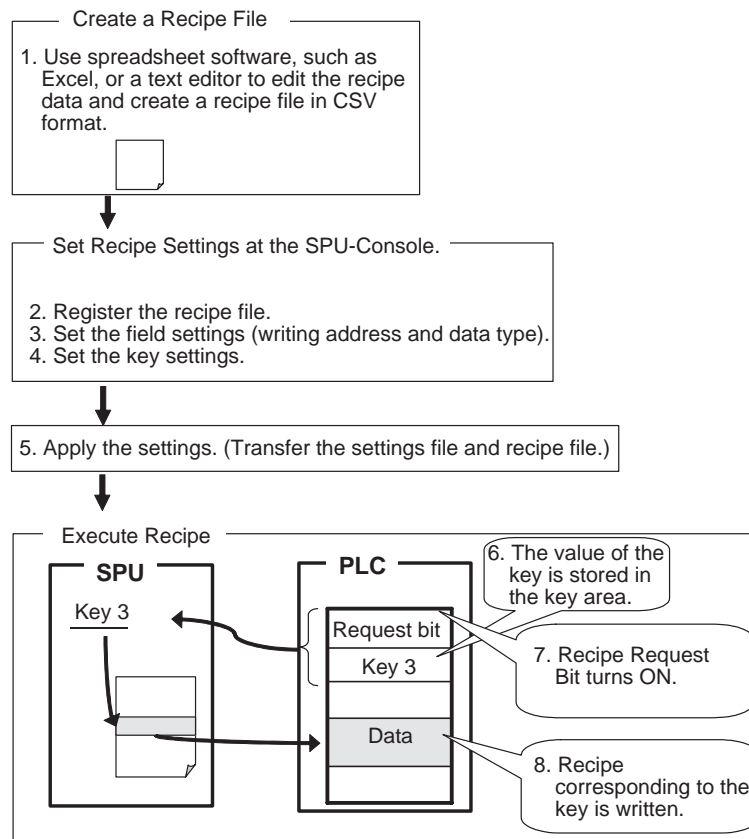 Create a Recipe File
1. Use spreadsheet software, such as
Excel, or a text editor to edit the recipe
data and create a recipe file in CSV
format.
Set Recipe Settings at the SPU-Console.
2. Register the recipe file.
3. Set the field settings (writing address and data type).
4. Set the key settings.
5. Apply the settings. (Transfer the settings file and recipe file.)
Execute Recipe
SPU
Key 3
PLC
Request bit
Key 3
Data
6. The value of the
key is stored in
the key area.
7. Recipe Request
Bit turns ON.
8. Recipe
corresponding to the
key is written.